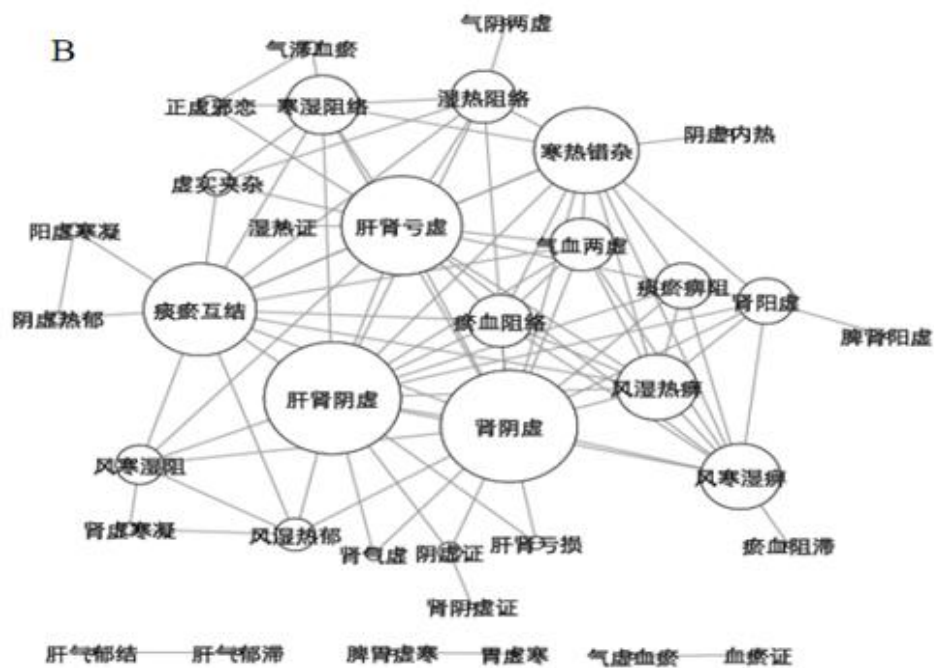 B
气阴两虚
气滞血瘀
湿热阻络
正虚邪恋
寒湿阻络
阴虚内热
寒热错杂
虚实夹杂
湿热证
肝肾亏虚
阳虚寒凝
气血两虚
痰瘀痹阻
肾阳虚
阴虚热郁
痰瘀互结
瘀血阻络
脾肾阳虚
肝肾阴虚
风湿热痹
肾阴虚
风寒湿阻
风寒湿痹
肾虚寒凝
风湿热郁
肾气虚
阴虚证
肝肾亏损
瘀血阻滞
肾阴虚证
肝气郁结
肝气郁滞
脾胃虚寒
胃虚寒
气虚血瘀
血瘀证